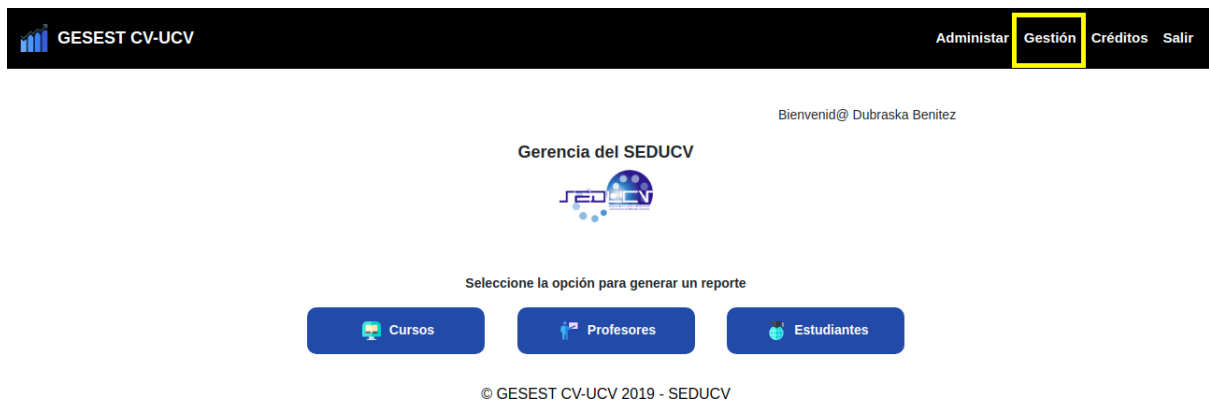 GESEST CV-UCV Administar Gestión Créditos Salir
Bienvenid@ Dubraska Benitez
Gerencia del SEDUCV
SEDUCV
Seleccione la opción para generar un reporte
Cursos Profesores Estudiantes
© GESEST CV-UCV 2019 - SEDUCV